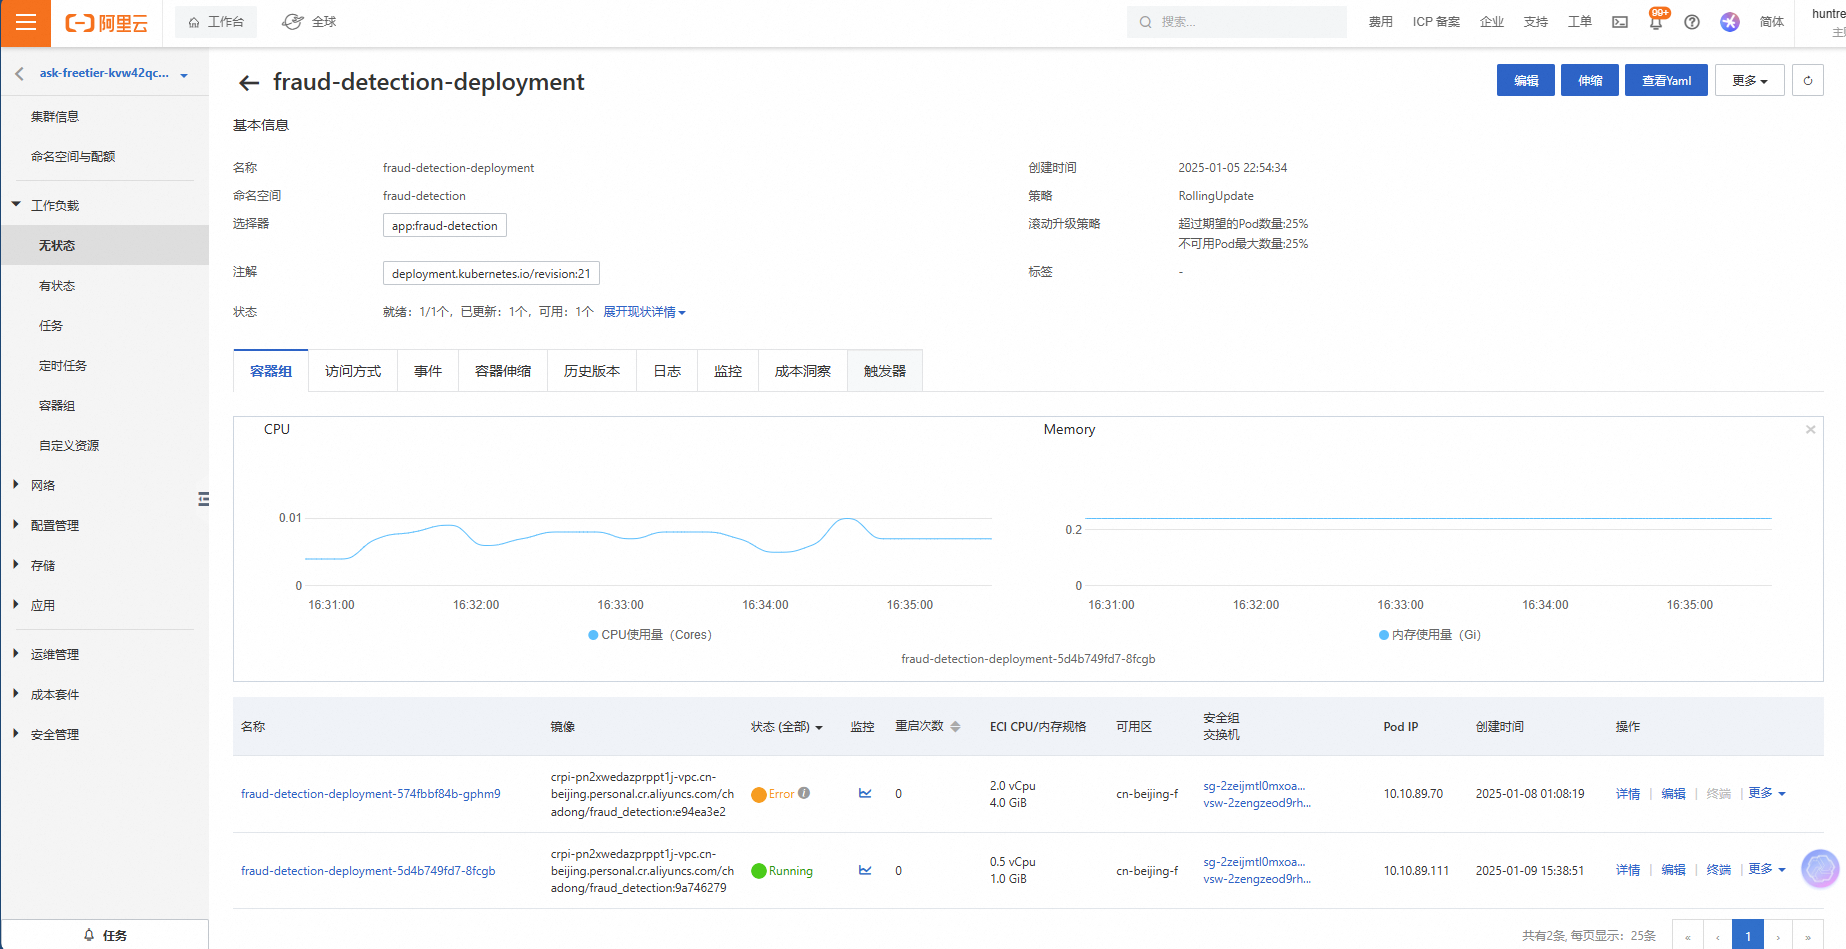 阿里云
工作台
全球
搜索...
费用
ICP 备案
企业
支持
工单
99+
简体
huntre
ask-freetier-kvw42qc...
集群信息
命名空间与配额
工作负载
无状态
有状态
任务
定时任务
容器组
自定义资源
网络
配置管理
存储
应用
运维管理
成本套件
安全管理
任务
fraud-detection-deployment
编辑
伸缩
查看Yaml
更多
基本信息
名称
fraud-detection-deployment
创建时间
2025-01-05 22:54:34
命名空间
fraud-detection
策略
RollingUpdate
选择器
app:fraud-detection
滚动升级策略
超过期望的Pod数量:25%
不可用Pod最大数量:25%
注解
deployment.kubernetes.io/revision:21
标签
-
状态
就绪：1/1个，已更新：1个，可用：1个 展开现状详情
容器组
访问方式
事件
容器伸缩
历史版本
日志
监控
成本洞察
触发器
CPU
0.01
0
16:31:00
16:32:00
16:33:00
16:34:00
16:35:00
CPU使用量（Cores）
Memory
0.2
0
16:31:00
16:32:00
16:33:00
16:34:00
16:35:00
内存使用量（Gi）
fraud-detection-deployment-5d4b749fd7-8fcgb
名称
镜像
状态 (全部)
监控
重启次数
ECI CPU/内存规格
可用区
安全组
交换机
Pod IP
创建时间
操作
fraud-detection-deployment-574fbbf84b-gphm9
crpi-pn2xwedazprppt1j-vpc.cn-
beijing.personal.cr.aliyuncs.com/ch
adong/fraud_detection:e94ea3e2
Error
0
2.0 vCpu
4.0 GiB
cn-beijing-f
sg-2zeijmtl0mxoa...
vsw-2zengzeod9rh...
10.10.89.70
2025-01-08 01:08:19
详情 | 编辑 | 终端 | 更多
fraud-detection-deployment-5d4b749fd7-8fcgb
crpi-pn2xwedazprppt1j-vpc.cn-
beijing.personal.cr.aliyuncs.com/ch
adong/fraud_detection:9a746279
Running
0
0.5 vCpu
1.0 GiB
cn-beijing-f
sg-2zeijmtl0mxoa...
vsw-2zengzeod9rh...
10.10.89.111
2025-01-09 15:38:51
详情 | 编辑 | 终端 | 更多
共有2条, 每页显示：25条
« ‹ 1 › »